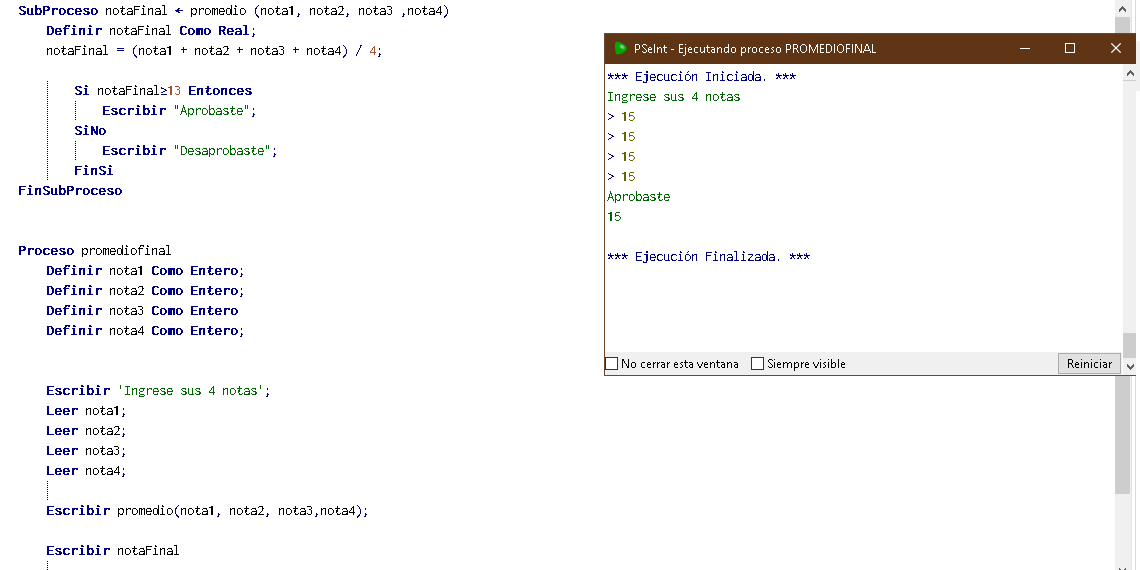 SubProceso notaFinal ← promedio (nota1, nota2, nota3 ,nota4)
Definir notaFinal Como Real;
notaFinal = (nota1 + nota2 + nota3 + nota4) / 4;
Si notaFinal≥13 Entonces
Escribir "Aprobaste";
SiNo
Escribir "Desaprobaste";
FinSi
FinSubProceso
Proceso promediofinal
Definir nota1 Como Entero;
Definir nota2 Como Entero;
Definir nota3 Como Entero
Definir nota4 Como Entero;
Escribir 'Ingrese sus 4 notas';
Leer nota1;
Leer nota2;
Leer nota3;
Leer nota4;
Escribir promedio(nota1, nota2, nota3,nota4);
Escribir notaFinal
PSeInt - Ejecutando proceso PROMEDIOFINAL
*** Ejecución Iniciada. ***
Ingrese sus 4 notas
> 15
> 15
> 15
> 15
Aprobaste
15
*** Ejecución Finalizada. ***
No cerrar esta ventana
Siempre visible
Reiniciar